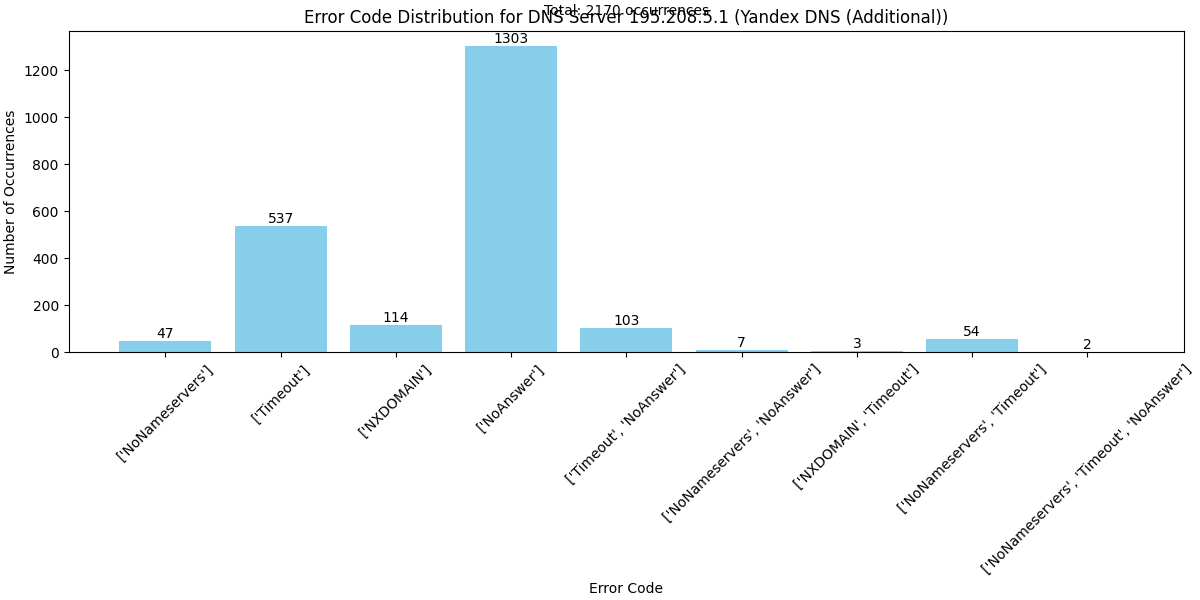 Total: 2170 occurrences
Error Code Distribution for DNS Server 195.208.5.1 (Yandex DNS (Additional))
Number of Occurrences
1200
1000
800
600
400
200
0
47
537
114
1303
103
7
3
54
2
['NoNameservers']
['Timeout']
['NXDOMAIN']
['NoAnswer']
['Timeout', 'NoAnswer']
['NoNameservers', 'NoAnswer']
['NXDOMAIN', 'Timeout']
['NoNameservers', 'Timeout']
['NoNameservers', 'Timeout', 'NoAnswer']
Error Code